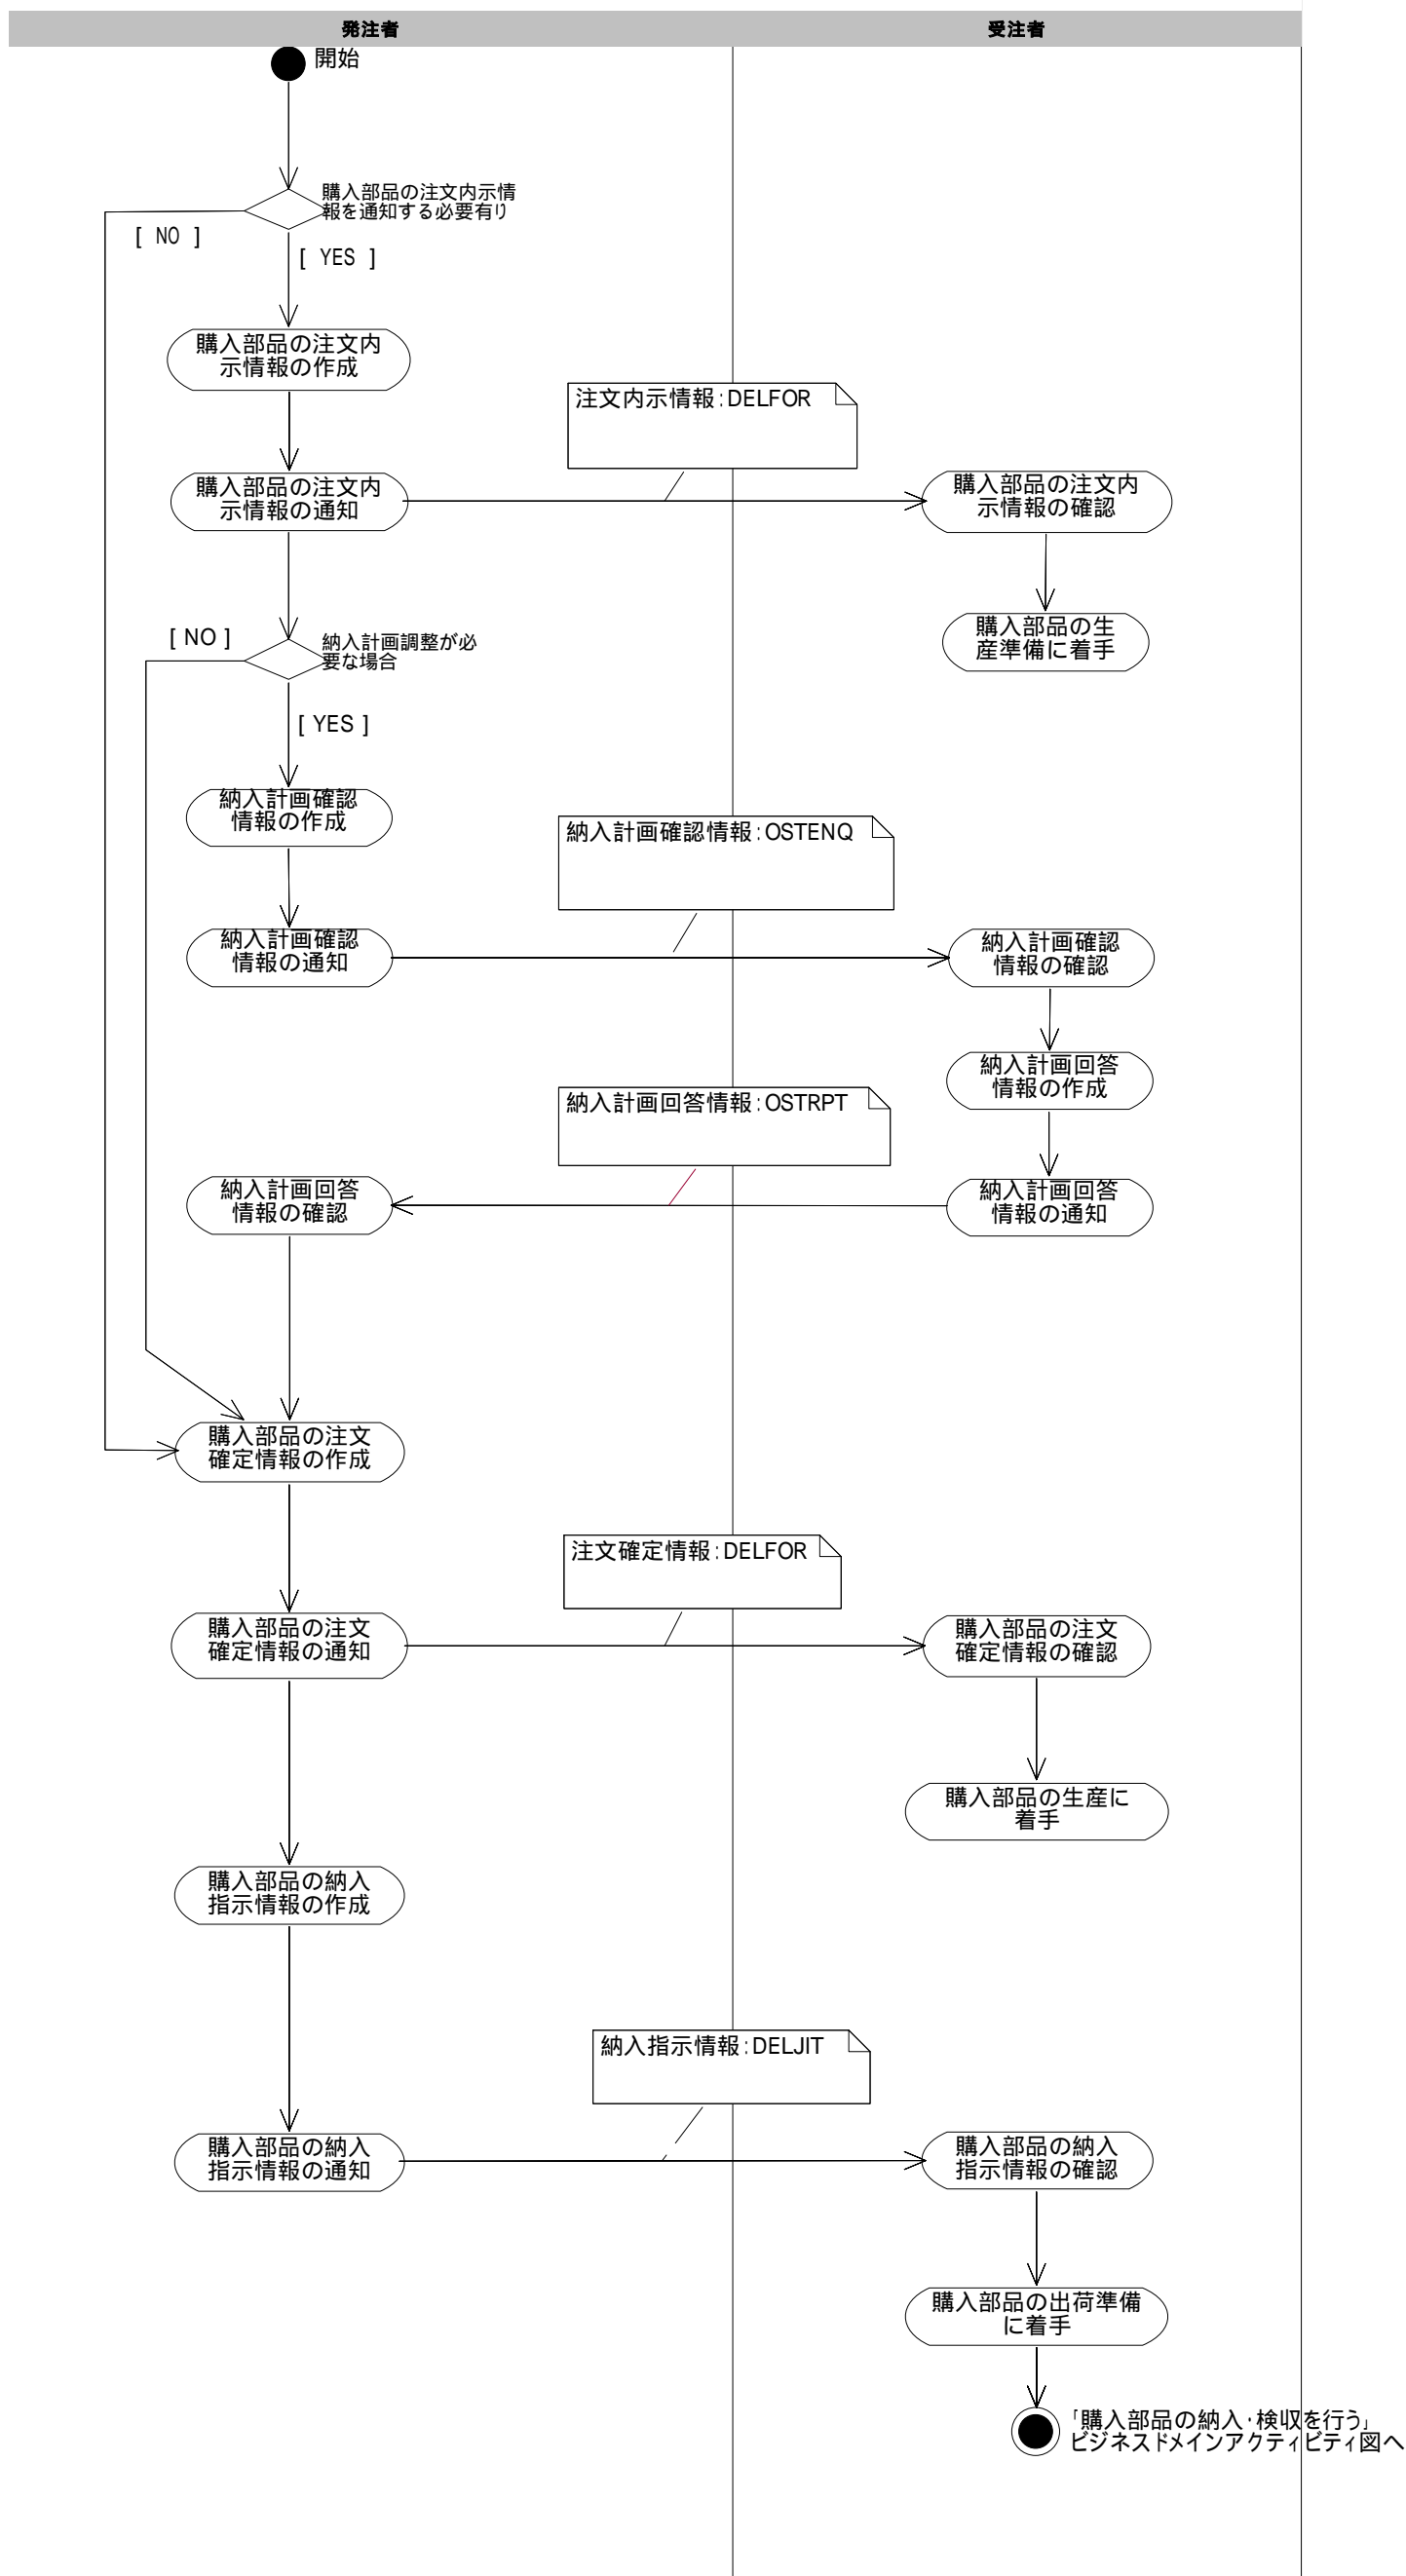 発注者
受注者
開始
購入部品の注文内示情
報を通知する必要有り
[ NO ]
[ YES ]
購入部品の注文内
示情報の作成
注文内示情報:DELFOR
購入部品の注文内
示情報の通知
購入部品の注文内
示情報の確認
購入部品の生
産準備に着手
[ NO ]
納入計画調整が必
要な場合
[ YES ]
納入計画確認
情報の作成
納入計画確認情報:OSTENQ
納入計画確認
情報の通知
納入計画確認
情報の確認
納入計画回答
情報の作成
納入計画回答情報:OSTRPT
納入計画回答
情報の確認
納入計画回答
情報の通知
購入部品の注文
確定情報の作成
注文確定情報:DELFOR
購入部品の注文
確定情報の通知
購入部品の注文
確定情報の確認
購入部品の生産に
着手
購入部品の納入
指示情報の作成
納入指示情報:DELJIT
購入部品の納入
指示情報の通知
購入部品の納入
指示情報の確認
購入部品の出荷準備
に着手
「購入部品の納入・検収を行う」
ビジネスドメインアクティビティ図へ